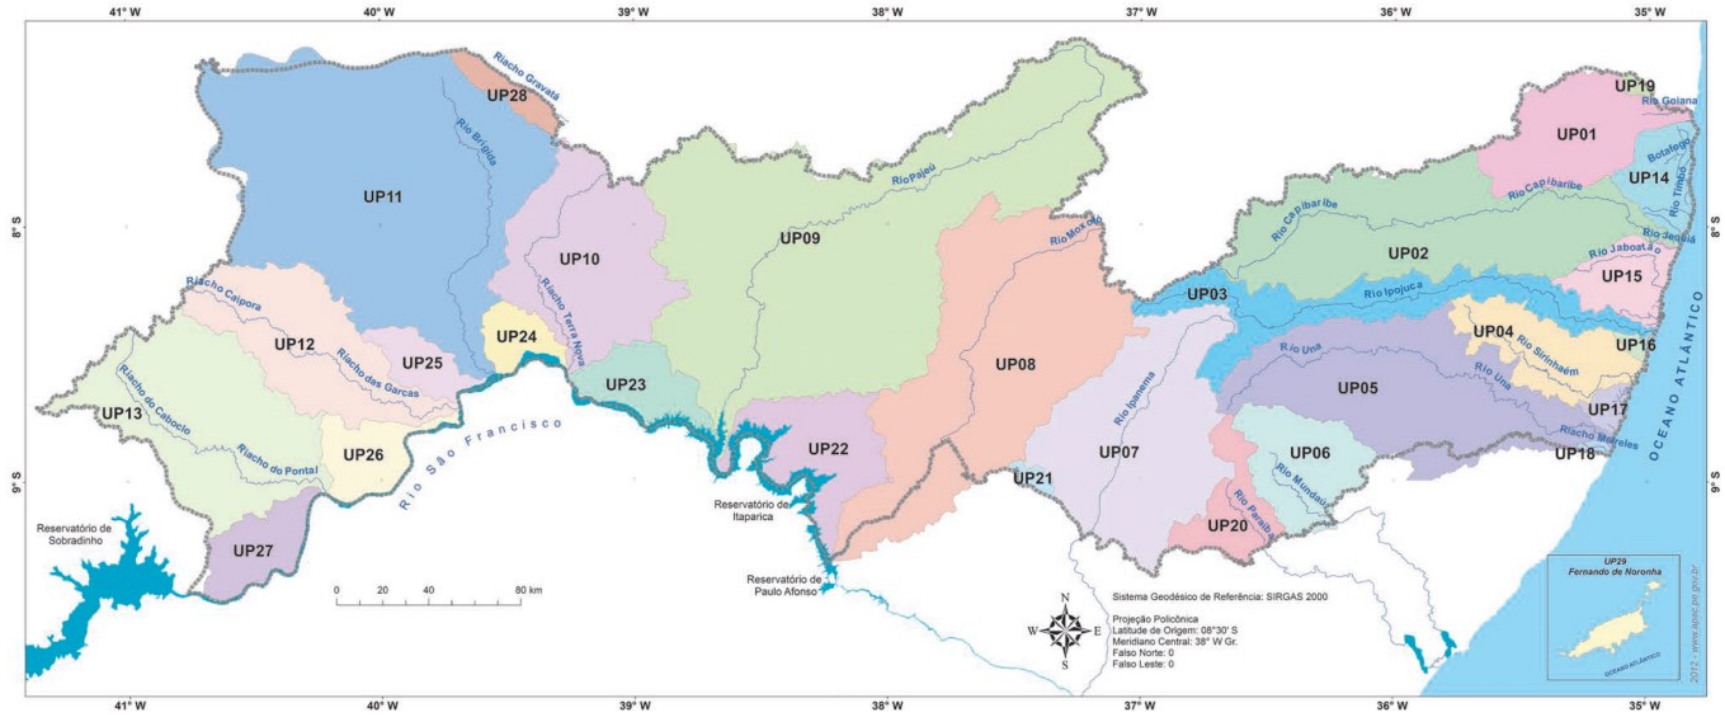 41° W 40° W 39° W 38° W 37° W 36° W 35° W
Riacho Gravatá
UP28
UP19
Rio Goiana
Rio Brígida
UP01
Botafogo
UP14
Rio Timbó
Rio Pajeú
Rio Capibaribe
Rio Capibaribe
UP11
8° S
8° S
UP09
Rio Moxotó
Rio Jequiá
Rio Jaboatão
UP02
UP10
UP15
Riacho Caipora
Riacho Terra Nova
UP03
Rio Ipojuca
UP12
UP24
UP04
UP16
Rio Sirinhaém
Riacho das Garças
UP25
Rio Una
Rio Una
UP08
UP23
UP05
Rio Ipanema
OCEANO ATLÂNTICO
UP13
Riacho do Caboclo
UP17
Rio São Francisco
Riacho Meireles
UP26
Riacho do Pontal
UP22
UP07
UP06
UP18
UP21
Rio Mundaú
9° S
9° S
Reservatório de
Itaparica
UP20
Rio Paraíba
Reservatório de
Sobradinho
UP27
UP29
Fernando de Noronha
OCEANO ATLÂNTICO
Reservatório de
Paulo Afonso
0 20 40 80 km
N
W E
S
Sistema Geodésico de Referência: SIRGAS 2000
Projeção Policônica
Latitude de Origem: 08°30' S
Meridiano Central: 38° W Gr.
Falso Norte: 0
Falso Leste: 0
2012 - www.apac.pe.gov.br
41° W 40° W 39° W 38° W 37° W 36° W 35° W